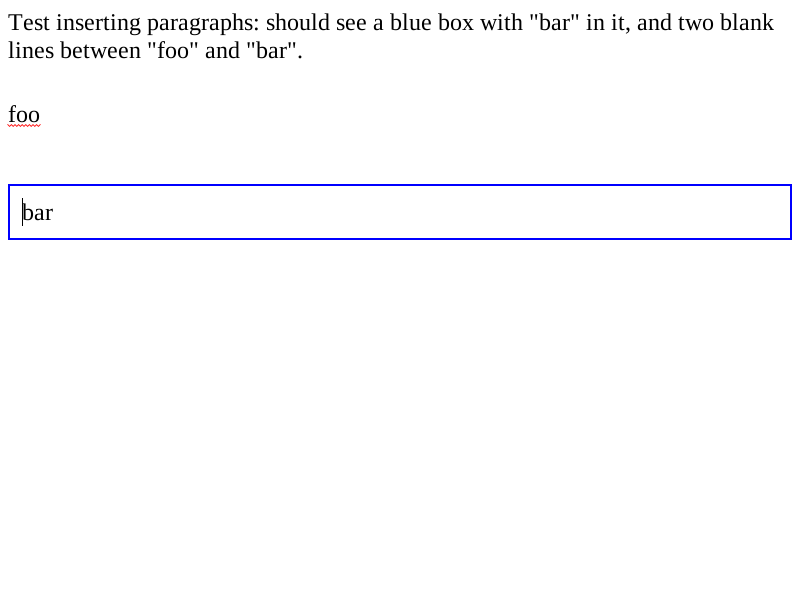 Test inserting paragraphs: should see a blue box with "bar" in it, and two blank
lines between "foo" and "bar".
foo
bar